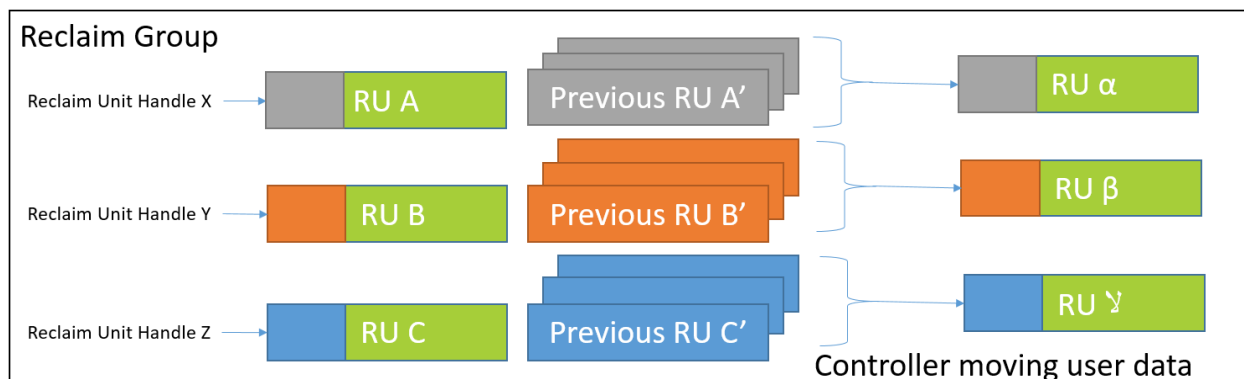 Reclaim Group
Reclaim Unit Handle X
RU A
Previous RU A’
RU α
Reclaim Unit Handle Y
RU B
Previous RU B’
RU β
Reclaim Unit Handle Z
RU C
Previous RU C’
RU ﬠ
Controller moving user data